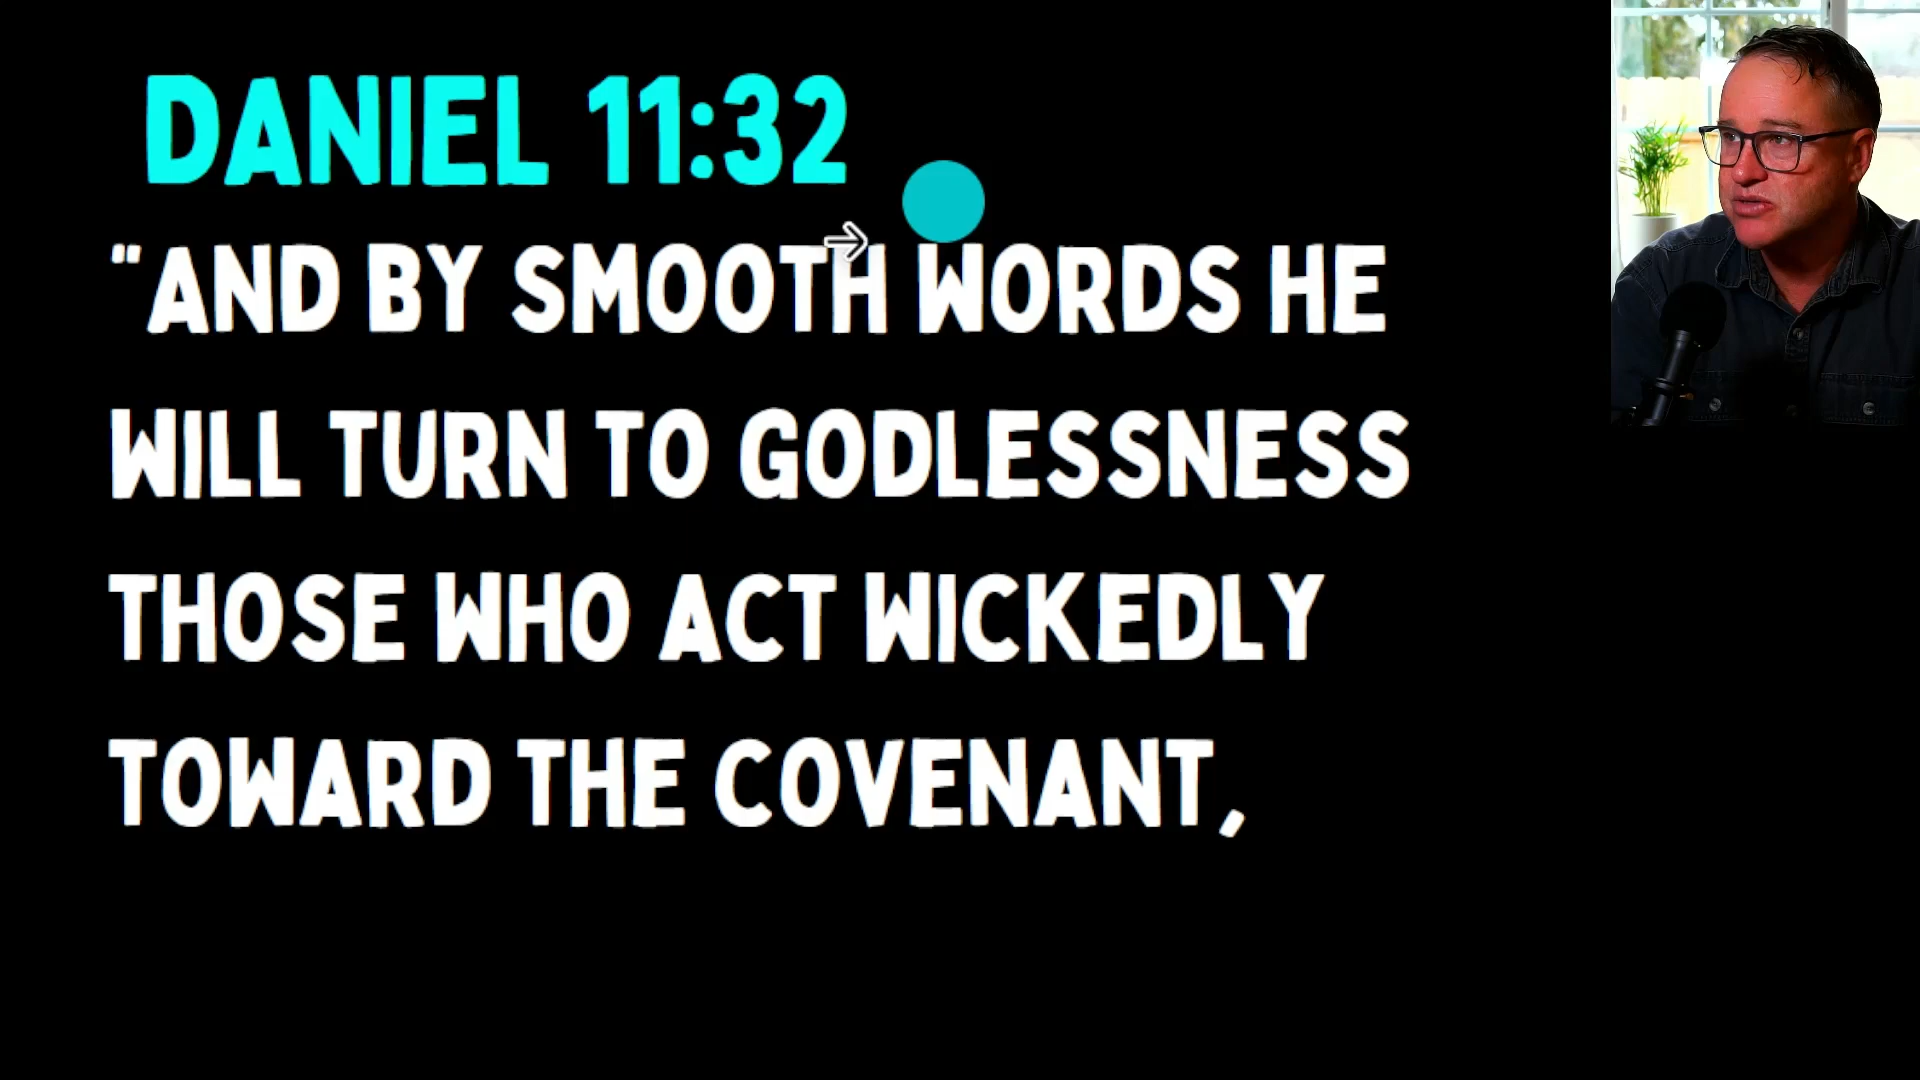 DANIEL 11:32
"AND BY SMOOTH WORDS HE
WILL TURN TO GODLESSNESS
THOSE WHO ACT WICKEDLY
TOWARD THE COVENANT,